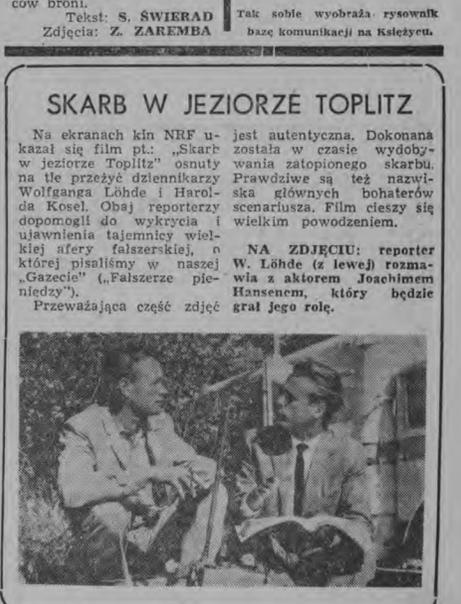 ców broni.
Tekst: S. ŚWIERAD
Zdjęcia: Z. ZAREMBA
Tak sobie wyobraża rysownik
bazę komunikacji na Księżycu.
SKARB W JEZIORZE TOPLITZ
Na ekranach kin NRF u-
kazał się film pt.: „Skarb
w jeziorze Toplitz” osnuty
na tle przeżyć dziennikarzy
Wolfganga Löhde i Harol-
da Kosel. Obaj reporterzy
dopomogli do wykrycia i
ujawnienia tajemnicy wiel-
kiej afery fałszerskiej, o
której pisaliśmy w naszej
„Gazecie” („Fałszerze pie-
niędzy”).
Przeważająca część zdjęć
jest autentyczna. Dokonana
została w czasie wydoby-
wania zatopionego skarbu.
Prawdziwe są też nazwi-
ska głównych bohaterów
scenariusza. Film cieszy się
wielkim powodzeniem.
NA ZDJĘCIU: reporter
W. Löhde (z lewej) rozma-
wia z aktorem Joachimem
Hansenem, który będzie
grał jego rolę.